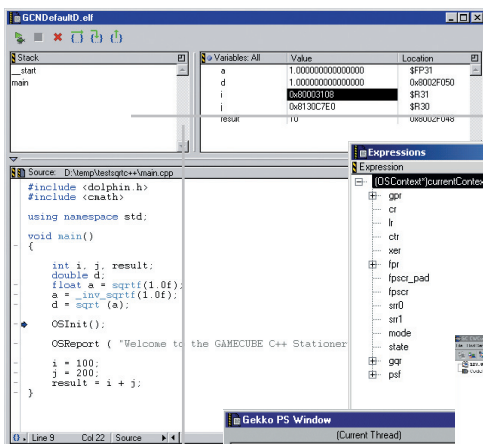 GCNDefaultD.elf
Stack
__start
main
Variables: All Value Location
a 1.000000000000000 $FP31
d 1.000000000000000 0x8002F050
i 0x80003108 $R31
j 0x8130C7E0 $R30
result 10 0x8002F048
Expressions
Expression
(OSContext*)currentContex
gpr
cr
lr
ctr
xer
fpr
fpscr_pad
fpscr
srr0
srr1
mode
state
gqr
psf
Source: D:\temp\testsqrtc++\main.cpp
#include <dolphin.h>
#include <cmath>
using namespace std;
void main()
{
int i, j, result;
double d;
float a = sqrtf(1.0f);
a = _inv_sqrtf(1.0f);
d = sqrt (a);
OSInit();
OSReport ( "Welcome to the GAMECUBE C++ Stationer
i = 100;
j = 200;
result = i + j;
}
Line 9 Col 22 Source
Gekko PS Window
(Current Thread)